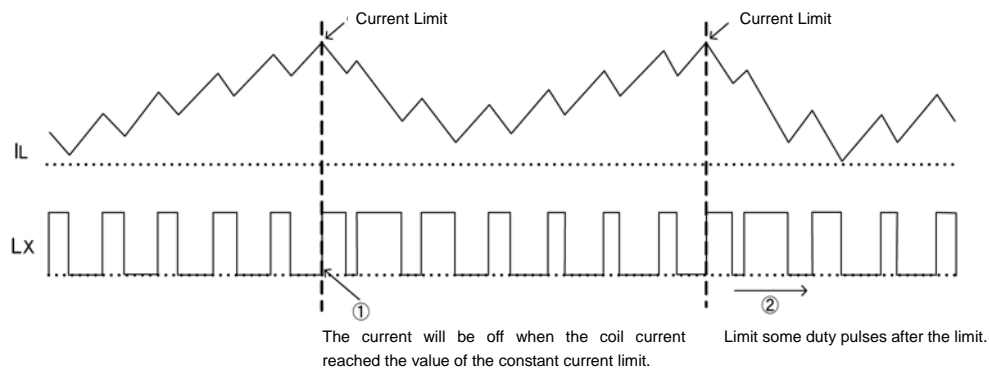 Current Limit
Current Limit
IL
Lx
①
②
The current will be off when the coil current
reached the value of the constant current limit.
Limit some duty pulses after the limit.